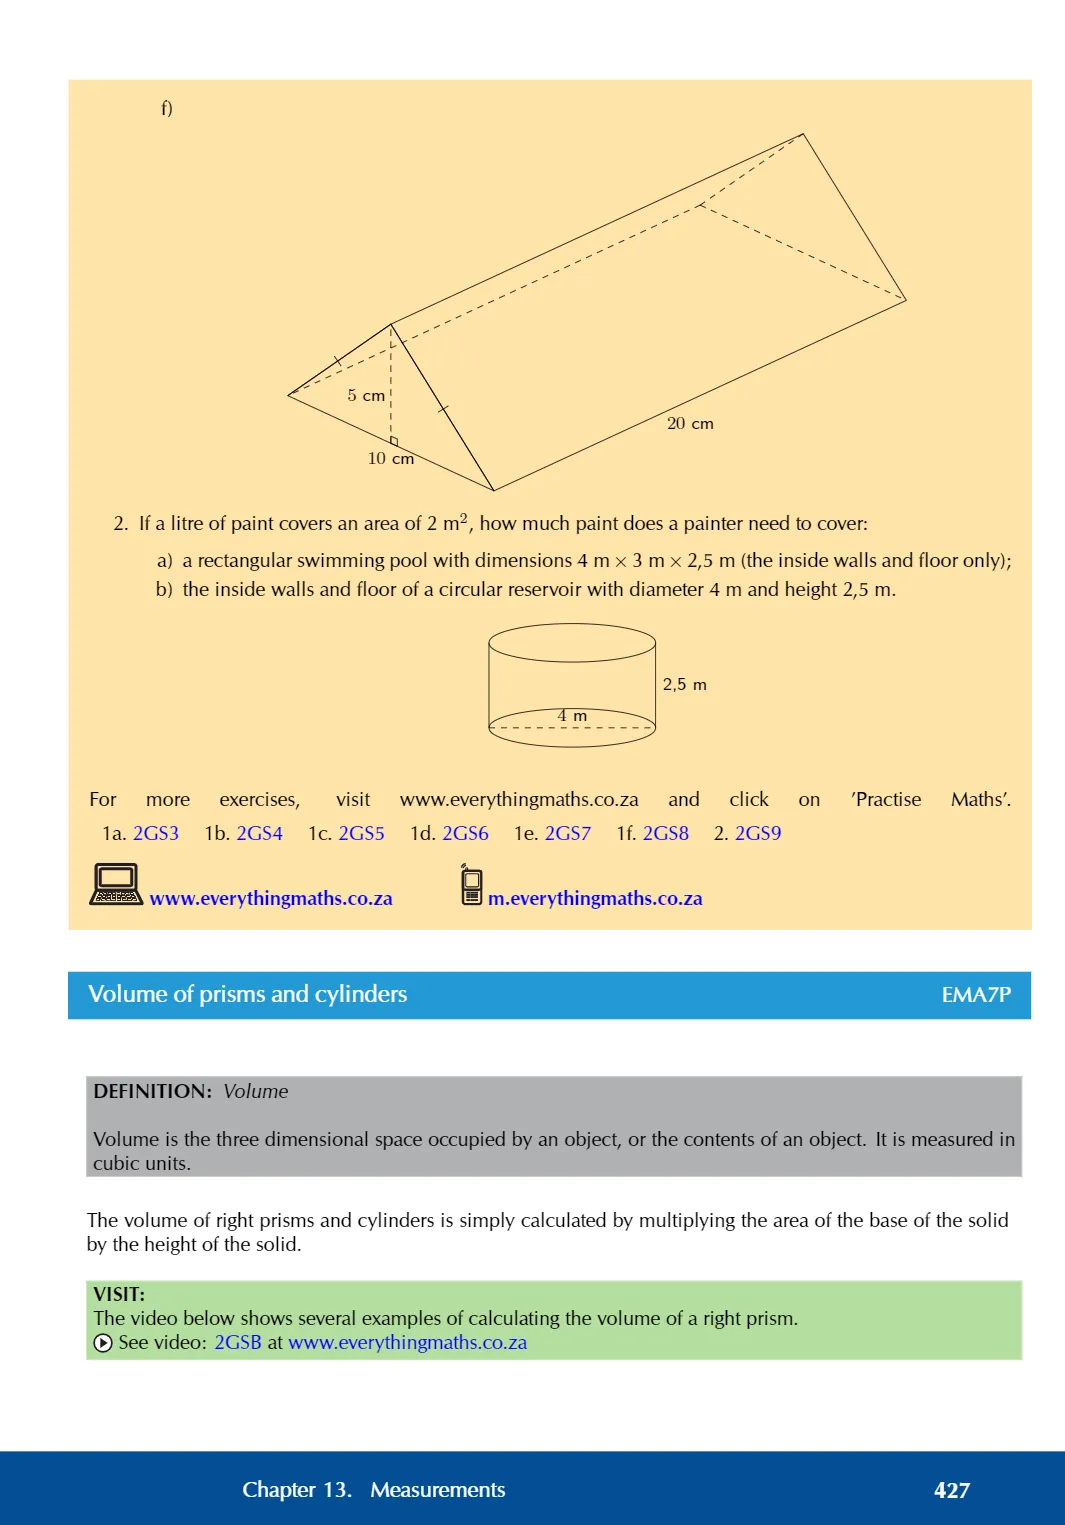 f)
5 cm
20 cm
10 cm
2. If a litre of paint covers an area of 2 m², how much paint does a painter need to cover:
a) a rectangular swimming pool with dimensions 4 m × 3 m × 2,5 m (the inside walls and floor only);
b) the inside walls and floor of a circular reservoir with diameter 4 m and height 2,5 m.
2,5 m
4 m
For more exercises, visit www.everythingmaths.co.za and click on 'Practise Maths'.
1a. 2GS3 1b. 2GS4 1c. 2GS5 1d. 2GS6 1e. 2GS7 1f. 2GS8 2. 2GS9
www.everythingmaths.co.za m.everythingmaths.co.za
Volume of prisms and cylinders EMA7P
DEFINITION: Volume
Volume is the three dimensional space occupied by an object, or the contents of an object. It is measured in
cubic units.
The volume of right prisms and cylinders is simply calculated by multiplying the area of the base of the solid
by the height of the solid.
VISIT:
The video below shows several examples of calculating the volume of a right prism.
See video: 2GSB at www.everythingmaths.co.za
Chapter 13. Measurements 427